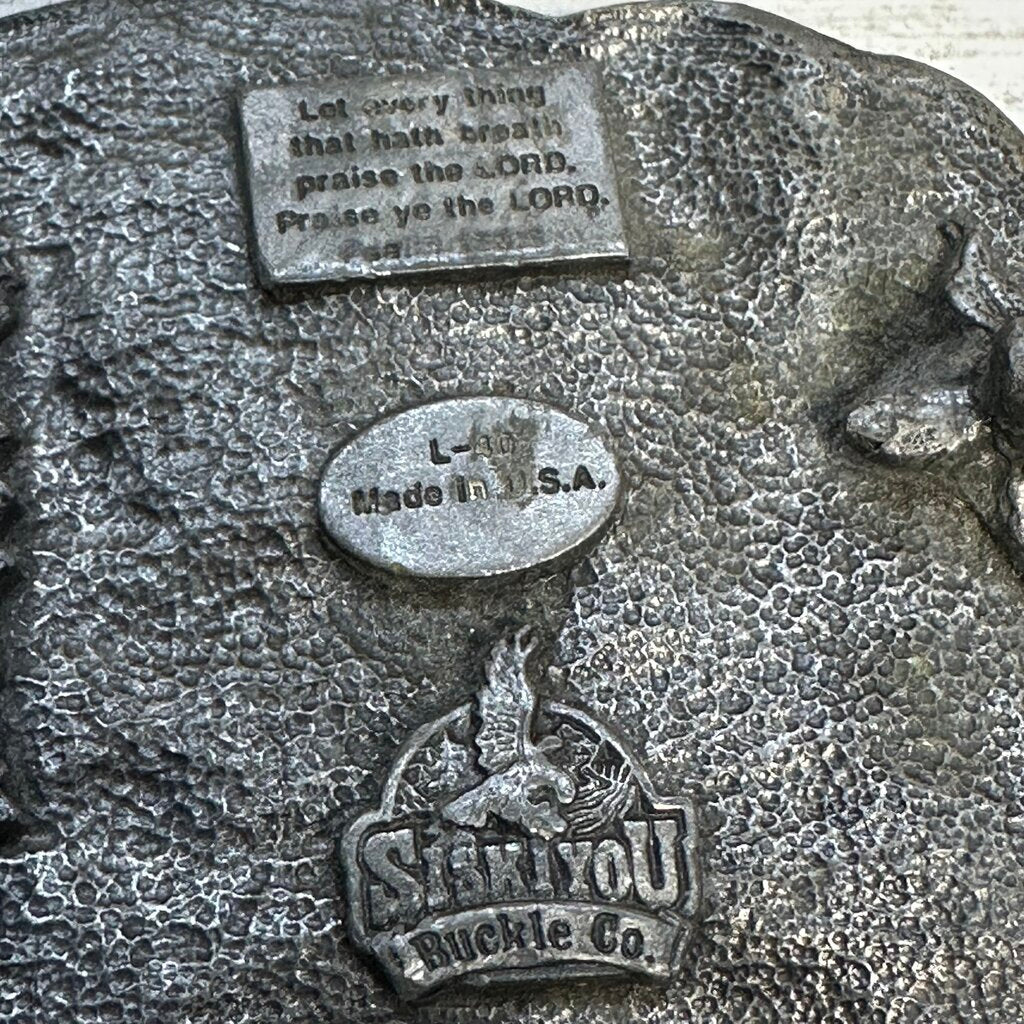 Let every thing
that hath breath
praise the LORD.
Praise ye the LORD.
L-
Made in U.S.A.
SISKIYOU
Buckle Co.